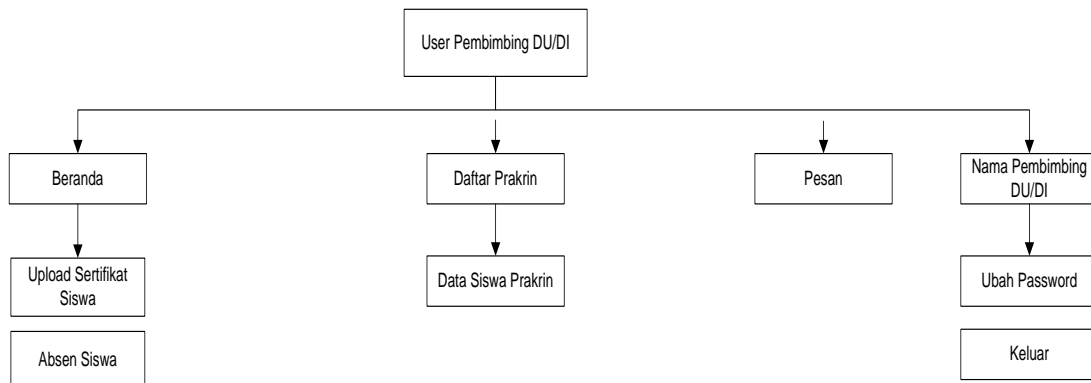 User Pembimbing DU/DI
Beranda
Daftar Prakrin
Pesan
Nama Pembimbing
DU/DI
Upload Sertifikat
Siswa
Data Siswa Prakrin
Ubah Password
Absen Siswa
Keluar